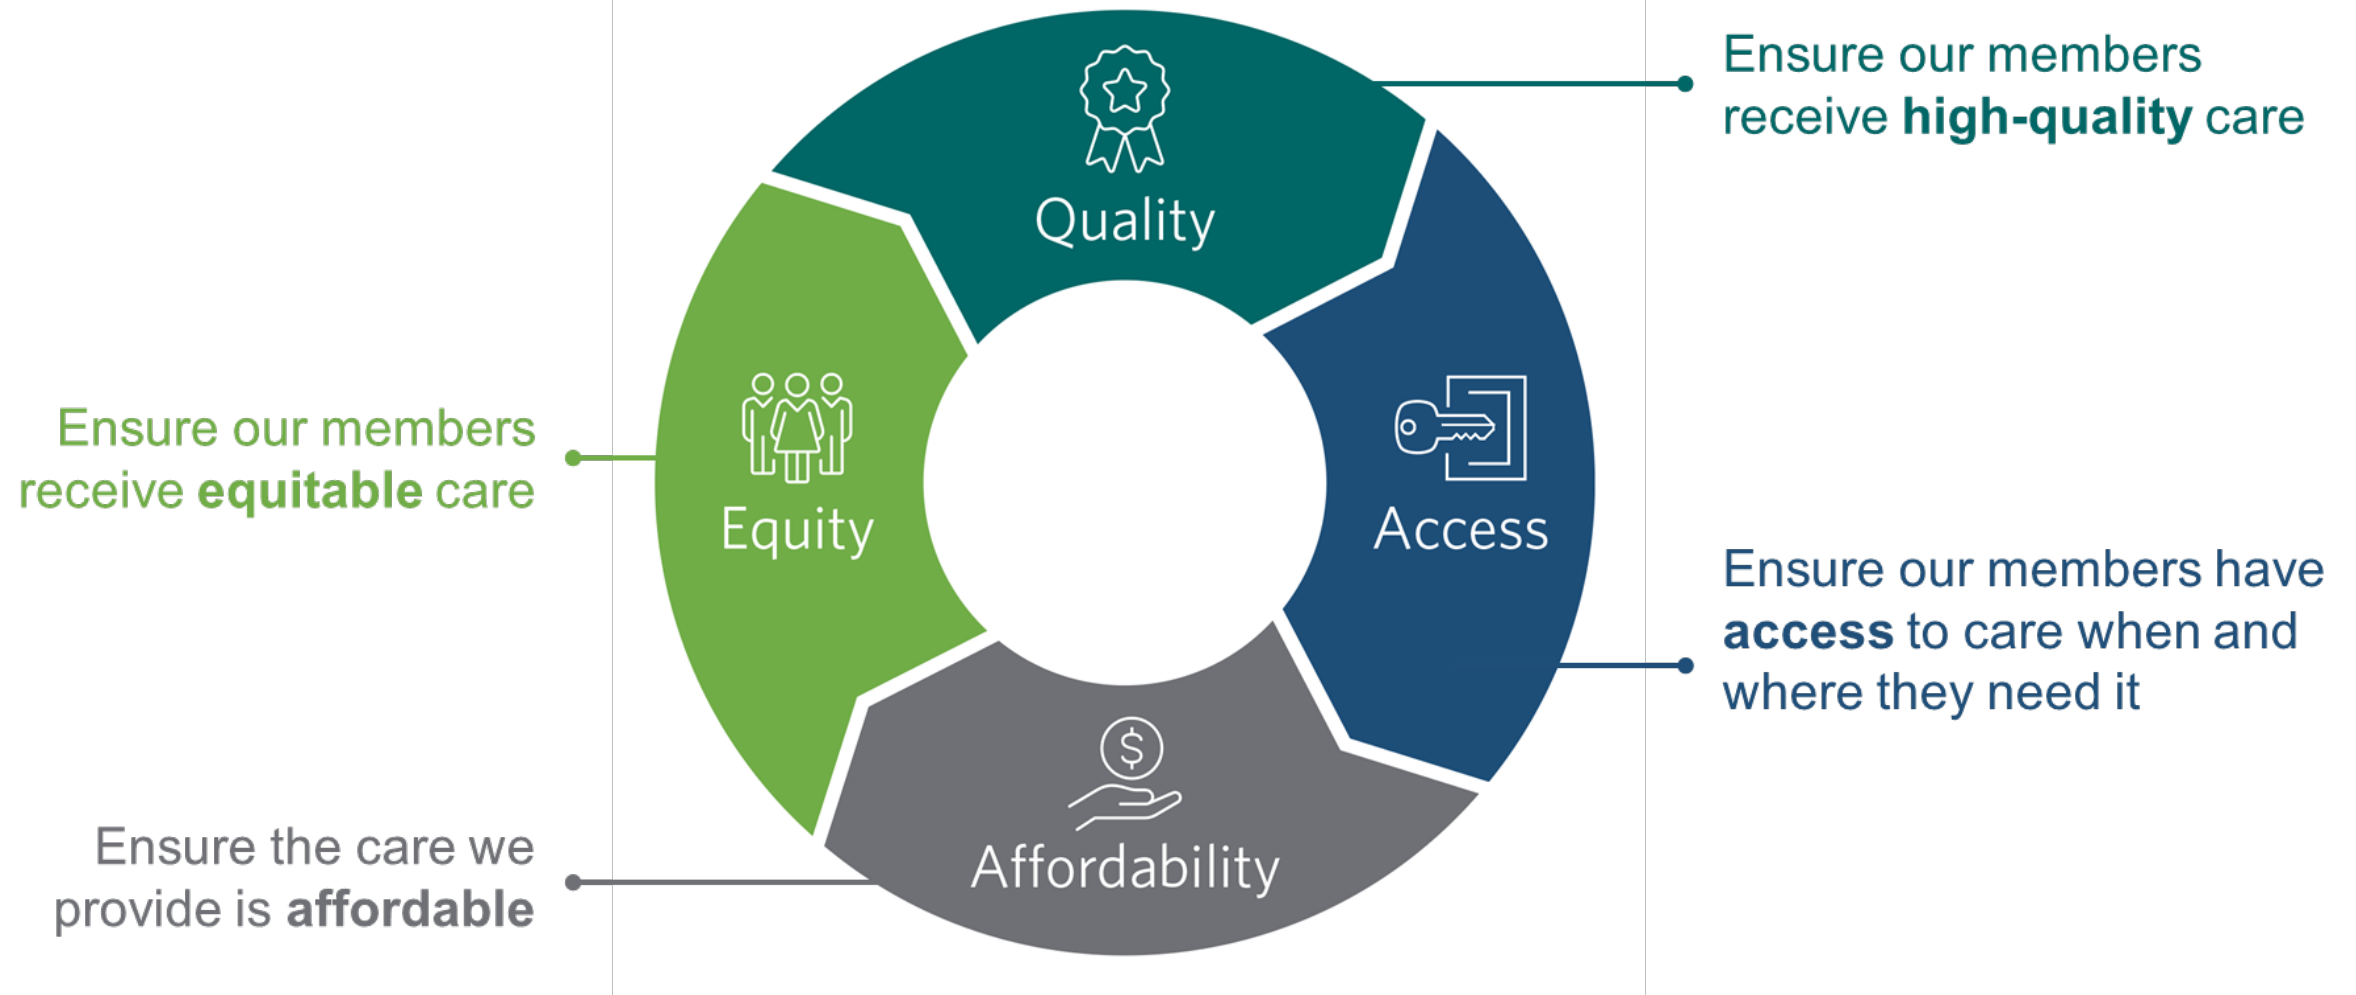 Quality
Ensure our members
receive high-quality care
Access
Ensure our members have
access to care when and
where they need it
$
Affordability
Ensure the care we
provide is affordable
Equity
Ensure our members
receive equitable care